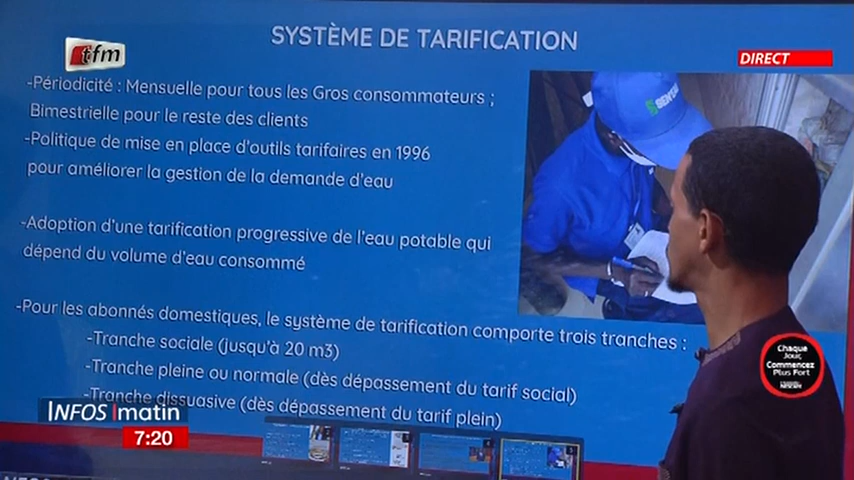 SYSTÈME DE TARIFICATION
tfm
DIRECT
-Périodicité : Mensuelle pour tous les Gros consommateurs ;
Bimestrielle pour le reste des clients
-Politique de mise en place d'outils tarifaires en 1996
pour améliorer la gestion de la demande d'eau
-Adoption d'une tarification progressive de l'eau potable qui
dépend du volume d'eau consommé
-Pour les abonnés domestiques, le système de tarification comporte trois tranches :
-Tranche sociale (jusqu'à 20 m3)
-Tranche pleine ou normale (dès dépassement du tarif social)
-Tranche dissuasive (dès dépassement du tarif plein)
Chaque
Jour,
Commencez
Plus Fort
INFOS matin
7:20